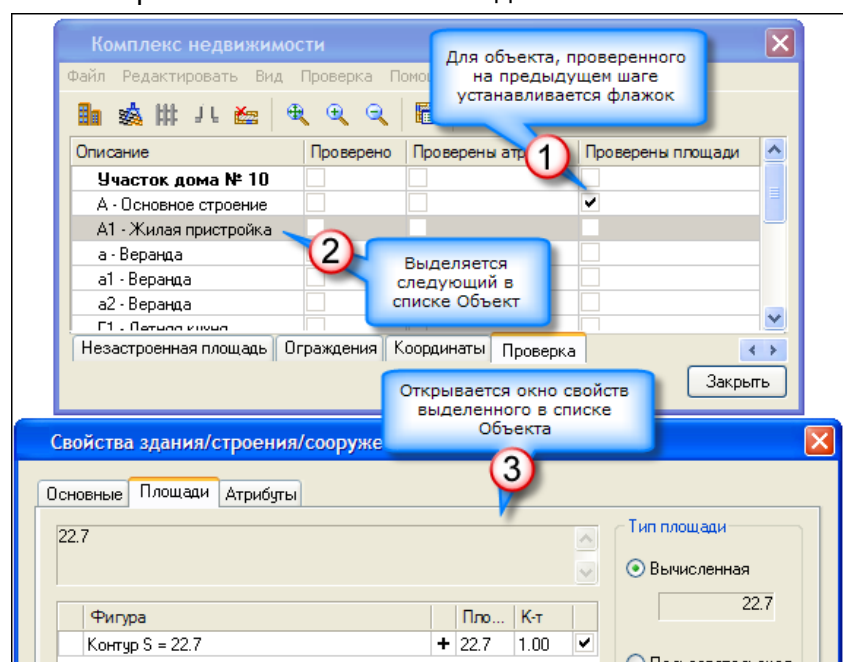 Комплекс недвижимости
Файл Редактировать Вид Проверка
Для объекта, проверенного
на предыдущем шаге
устанавливается флажок
Описание Проверено Проверены Проверены площади
1
Участок дома № 10
А - Основное строение
А1 - Жилая пристройка
2
а - Веранда
а1 - Веранда
а2 - Веранда
Выделяется
следующий в
списке Объект
Незастроенная площадь Ограждения Координаты Проверка
Закрыть
Открывается окно свойств
выделенного в списке
Объекта
3
Свойства здания/строения/сооруже
Основные Площади Атрибуты
22.7
Тип площади
Вычисленная
22.7
Фигура Пло... К-т
Контур S = 22.7 + 22.7 1.00